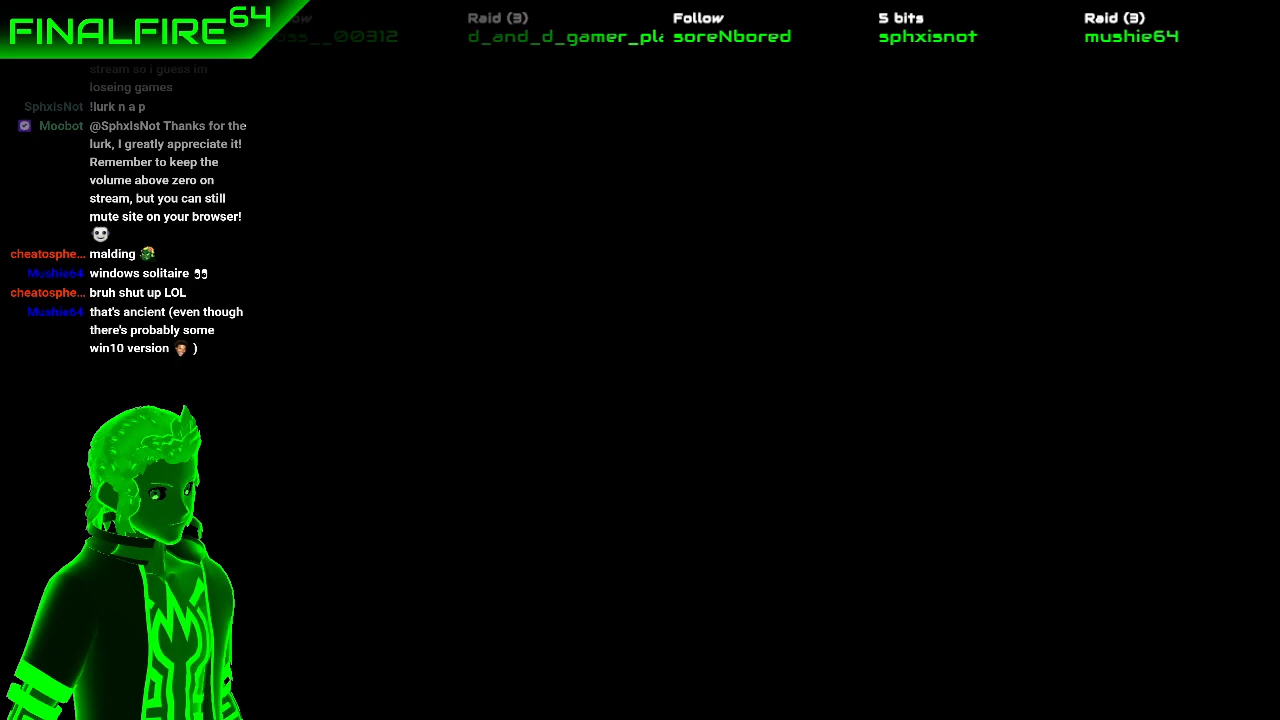 FINALFIRE64
Raid (3)
Follow
5 bits
Raid (3)
soreNbored
sphxisnot
mushie64
stream so i guess im
loseing games
SphxIsNot !lurk n a p
Moobot @SphxIsNot Thanks for the
lurk, I greatly appreciate it!
Remember to keep the
volume above zero on
stream, but you can still
mute site on your browser!
cheatosphe... malding
Mushie64 windows solitaire
cheatosphe... bruh shut up LOL
Mushie64 that's ancient (even though
there's probably some
win10 version )